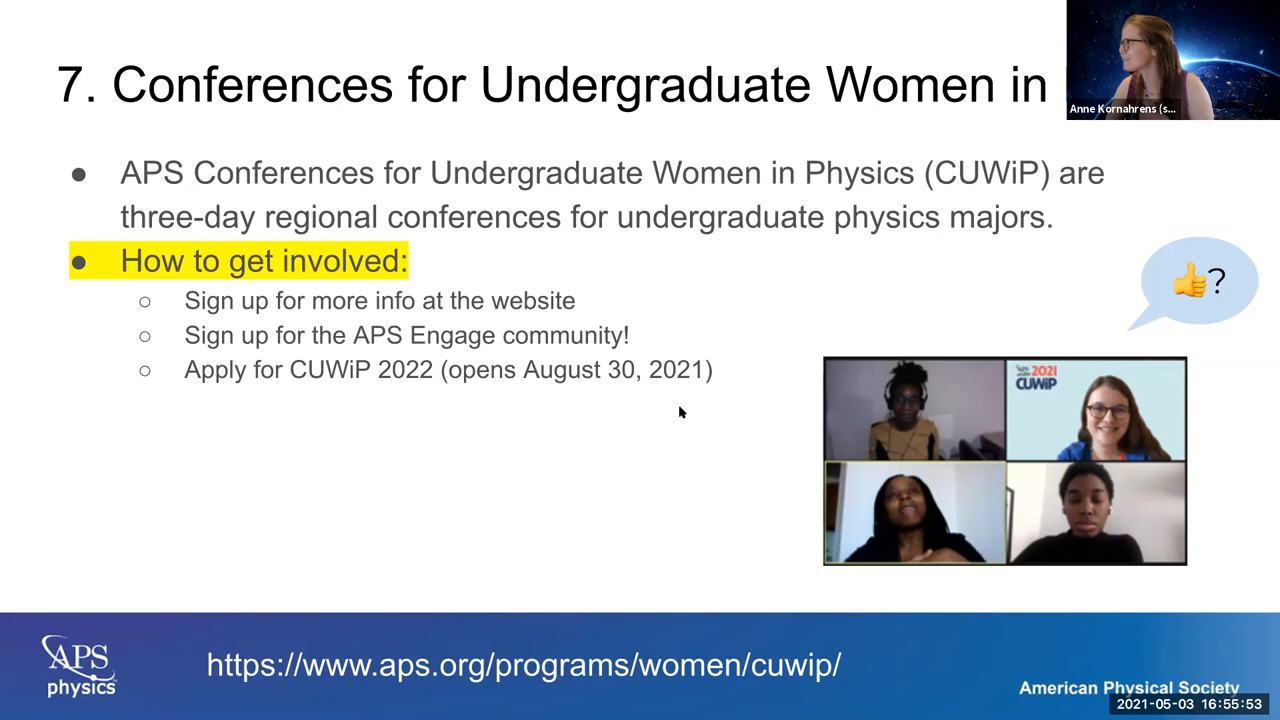 7. Conferences for Undergraduate Women in
Anne Kornahrens (s...
● APS Conferences for Undergraduate Women in Physics (CUWiP) are
three-day regional conferences for undergraduate physics majors.
● How to get involved:
○ Sign up for more info at the website
○ Sign up for the APS Engage community!
○ Apply for CUWiP 2022 (opens August 30, 2021)
👍?
2021
CUWiP
APS
physics
https://www.aps.org/programs/women/cuwip/
American Physical Society
2021-05-03 16:55:53